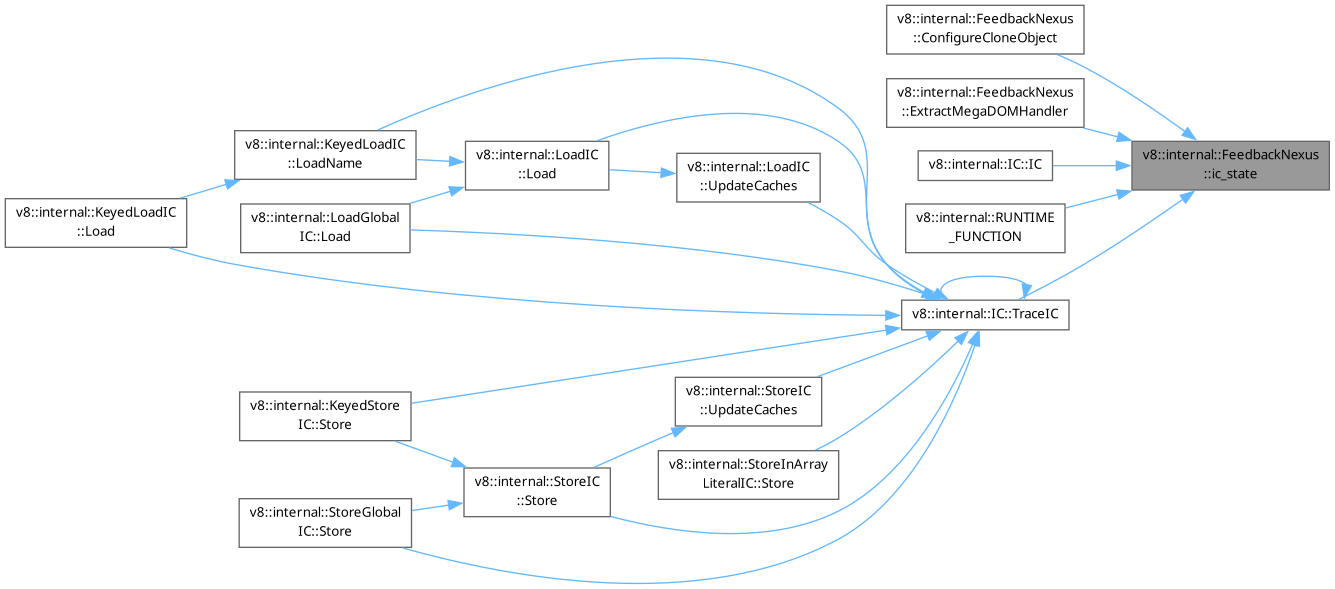 v8::internal::FeedbackNexus
::ConfigureCloneObject
v8::internal::FeedbackNexus
::ExtractMegaDOMHandler
v8::internal::KeyedLoadIC
::LoadName
v8::internal::LoadIC
::Load
v8::internal::LoadIC
::UpdateCaches
v8::internal::IC::IC
v8::internal::FeedbackNexus
::ic_state
v8::internal::KeyedLoadIC
::Load
v8::internal::LoadGlobal
IC::Load
v8::internal::RUNTIME
_FUNCTION
v8::internal::IC::TraceIC
v8::internal::KeyedStore
IC::Store
v8::internal::StoreIC
::UpdateCaches
v8::internal::StoreInArray
LiteralIC::Store
v8::internal::StoreIC
::Store
v8::internal::StoreGlobal
IC::Store